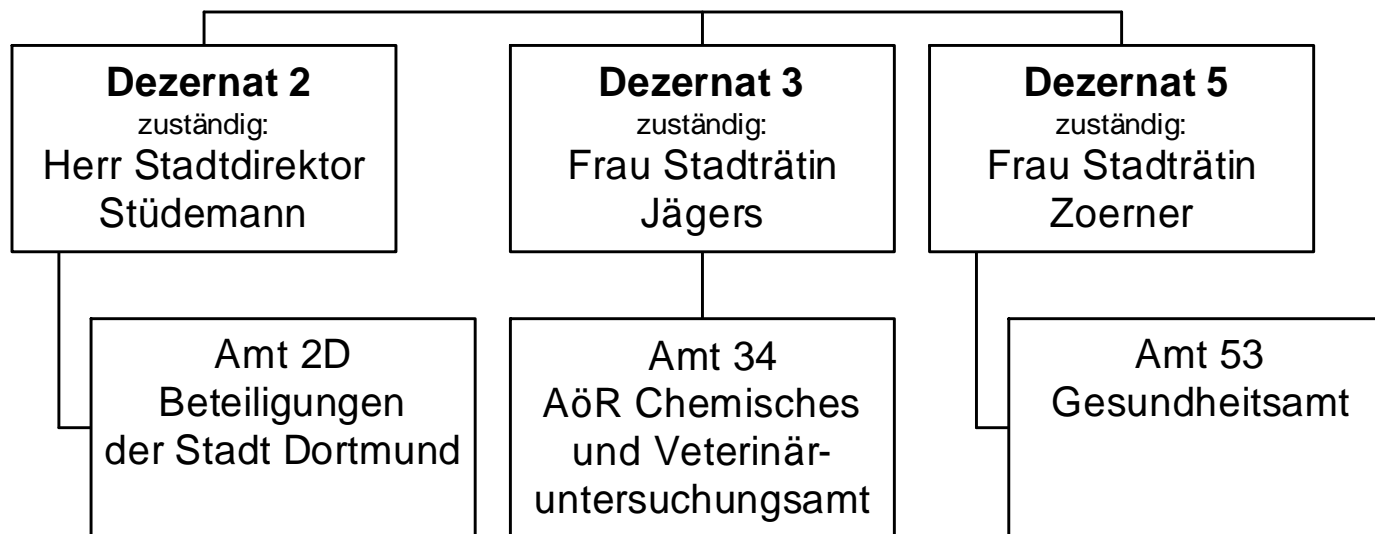 Dezernat 2
zuständig:
Herr Stadtdirektor
Stüdemann
Dezernat 3
zuständig:
Frau Stadträtin
Jägers
Dezernat 5
zuständig:
Frau Stadträtin
Zoerner
Amt 2D
Beteiligungen
der Stadt Dortmund
Amt 34
AöR Chemisches
und Veterinär-
untersuchungsamt
Amt 53
Gesundheitsamt